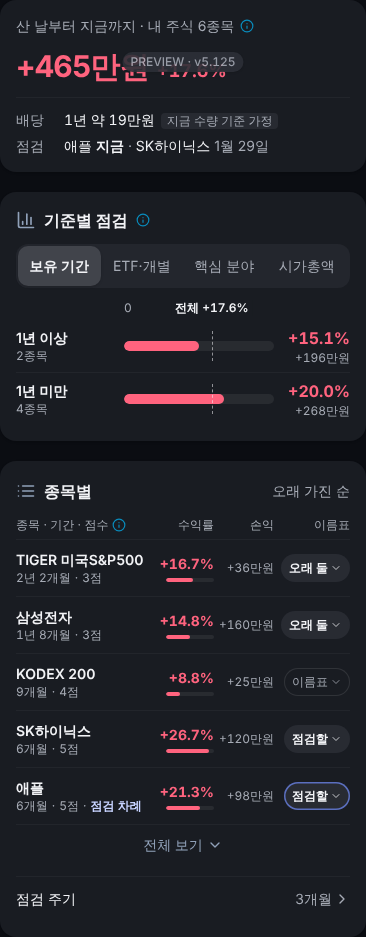 산 날부터 지금까지 · 내 주식 6종목
+465만원 +17.6%
PREVIEW · v5.125
배당 1년 약 19만원 지금 수량 기준 가정
점검 애플 지금 · SK하이닉스 1월 29일
기준별 점검
보유 기간 ETF·개별 핵심 분야 시가총액
0 전체 +17.6%
1년 이상 +15.1%
2종목 +196만원
1년 미만 +20.0%
4종목 +268만원
종목별 오래 가진 순
종목 · 기간 · 점수 수익률 손익 이름표
TIGER 미국S&P500 +16.7% +36만원 오래 둘
2년 2개월 · 3점
삼성전자 +14.8% +160만원 오래 둘
1년 8개월 · 3점
KODEX 200 +8.8% +25만원 이름표
9개월 · 4점
SK하이닉스 +26.7% +120만원 점검할
6개월 · 5점
애플 +21.3% +98만원 점검할
6개월 · 5점 · 점검 차례
전체 보기
점검 주기 3개월